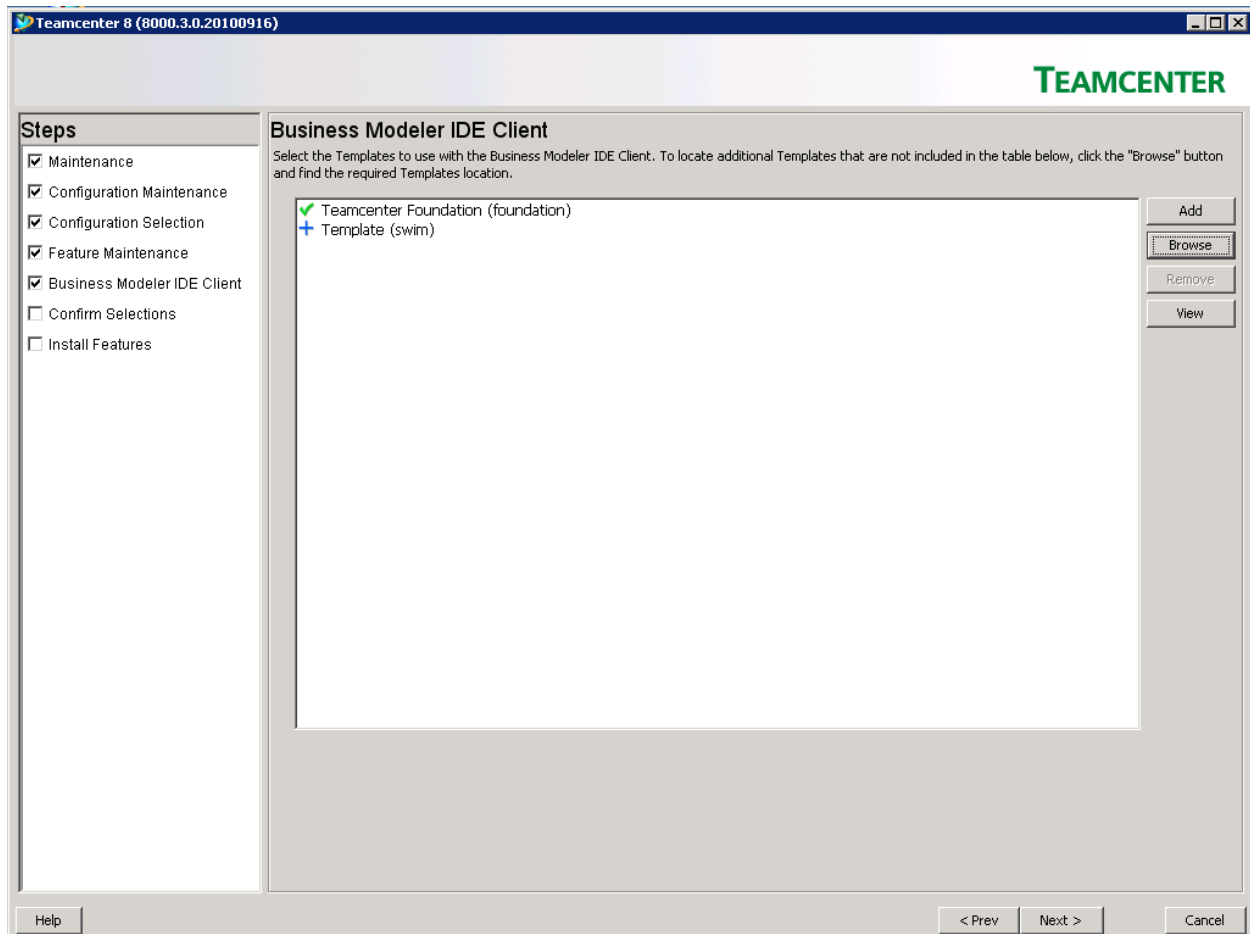 Teamcenter 8 (8000.3.0.20100916)
TEAMCENTER
Steps
Maintenance
Configuration Maintenance
Configuration Selection
Feature Maintenance
Business Modeler IDE Client
Confirm Selections
Install Features
Business Modeler IDE Client
Select the Templates to use with the Business Modeler IDE Client. To locate additional Templates that are not included in the table below, click the "Browse" button
and find the required Templates location.
Teamcenter Foundation (foundation)
Template (swim)
Add
Browse
Remove
View
Help
< Prev
Next >
Cancel